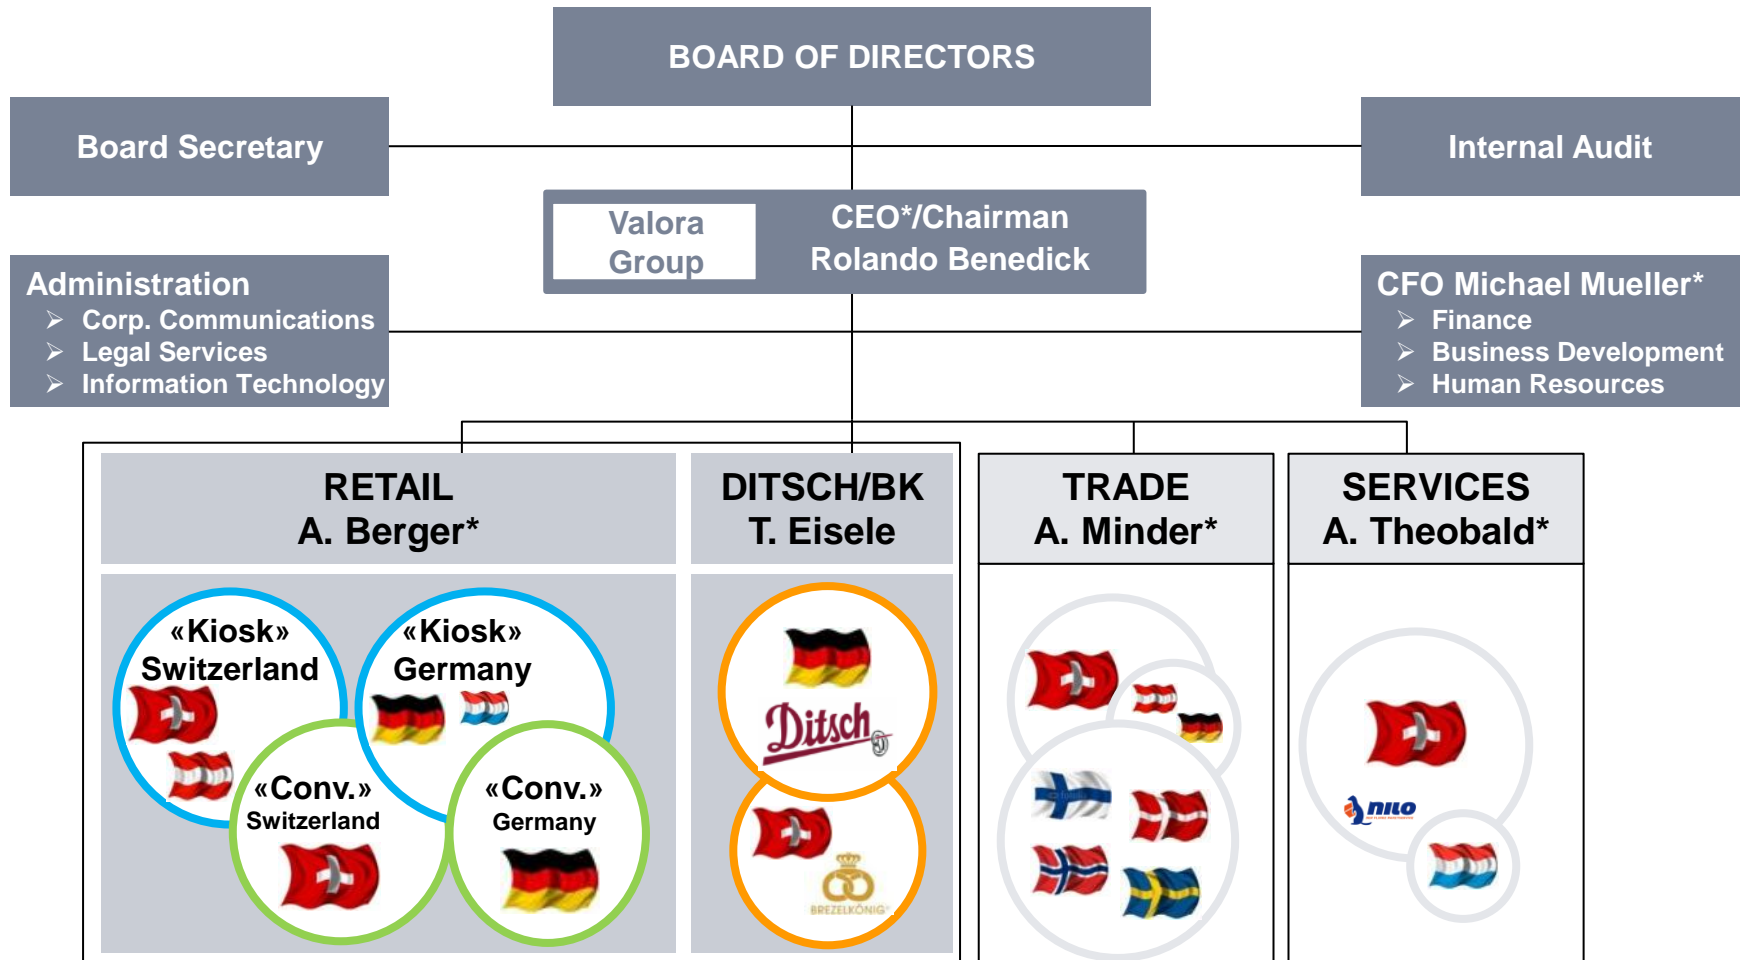 BOARD OF DIRECTORS
Board Secretary
Internal Audit
Valora
Group
CEO*/Chairman
Rolando Benedick
Administration
➢ Corp. Communications
➢ Legal Services
➢ Information Technology
CFO Michael Mueller*
➢ Finance
➢ Business Development
➢ Human Resources
RETAIL
A. Berger*
DITSCH/BK
T. Eisele
TRADE
A. Minder*
SERVICES
A. Theobald*
«Kiosk»
Switzerland
«Kiosk»
Germany
«Conv.»
Switzerland
«Conv.»
Germany
Ditsch
BREZELKÖNIG
nilo